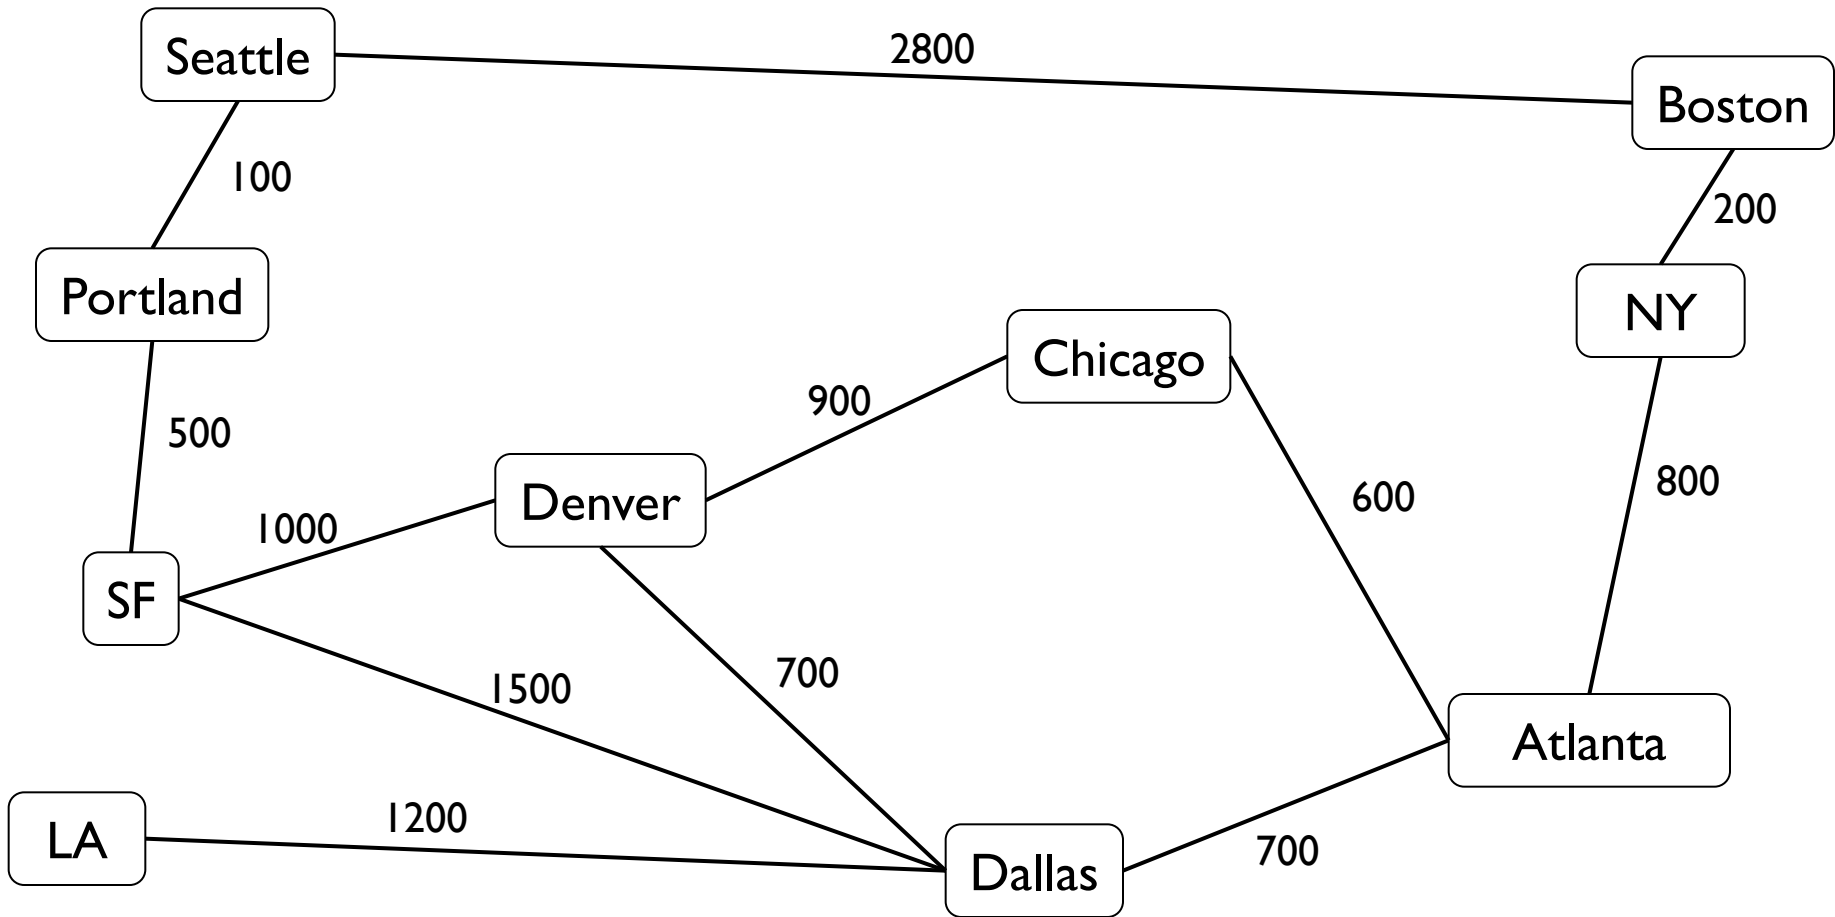 Seattle
2800
Boston
100
200
Portland
NY
Chicago
900
500
Denver
600
800
1000
SF
1500
700
Atlanta
1200
LA
700
Dallas